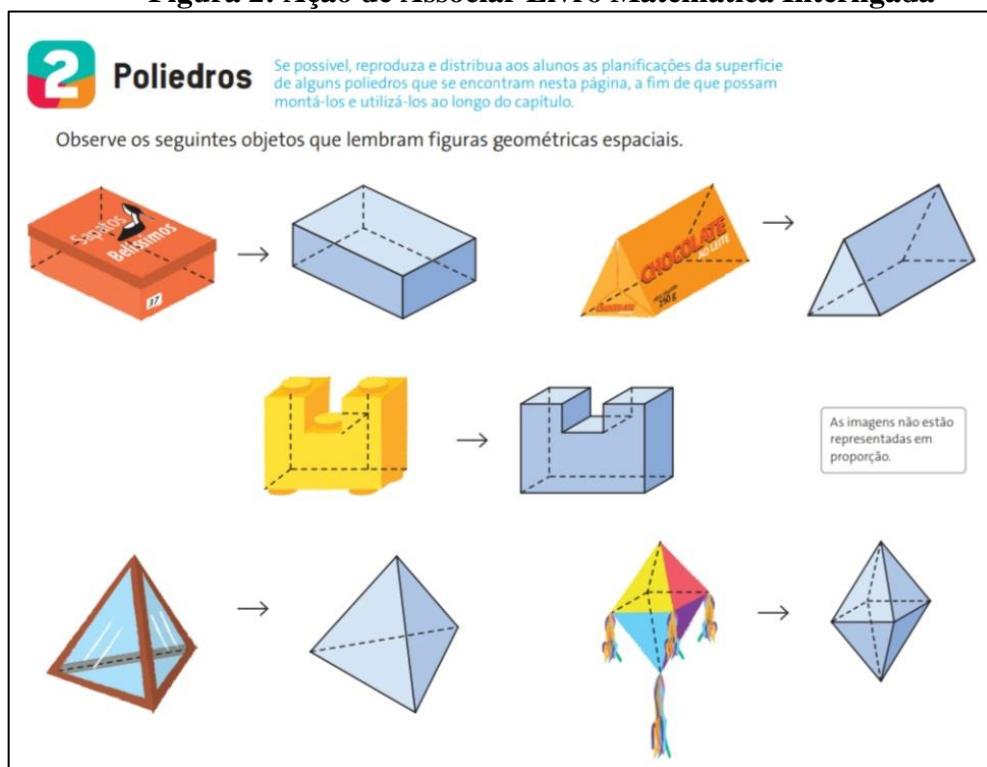 Figura 2: Ação de Associar Livro Matemática Interligada
2 Poliedros
Se possível, reproduza e distribua aos alunos as planificações da superfície
de alguns poliedros que se encontram nesta página, a fim de que possam
montá-los e utilizá-los ao longo do capítulo.
Observe os seguintes objetos que lembram figuras geométricas espaciais.
Sapatos
Belíssimos
37
CHOCOLATE
AO LEITE
250 g
CHOCOLATE
As imagens não estão
representadas em
proporção.